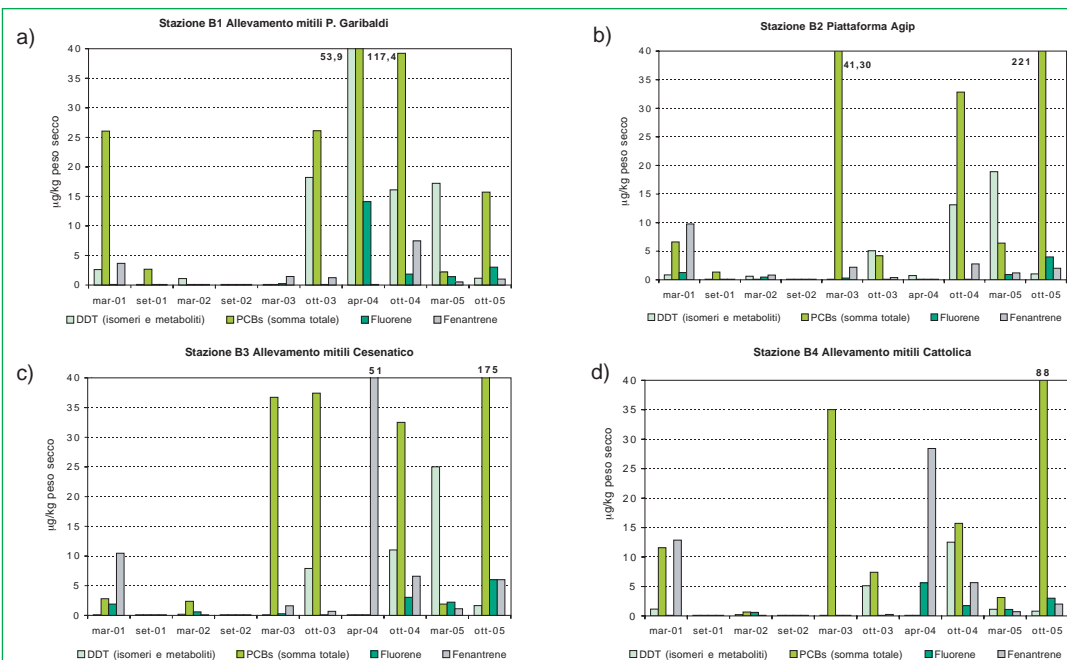 a)
Stazione B1 Allevamento mitili P. Garibaldi
µg/kg peso secco
40
35
30
25
20
15
10
5
0
53,9
117,4
mar-01 set-01 mar-02 set-02 mar-03 ott-03 apr-04 ott-04 mar-05 ott-05
DDT (isomeri e metaboliti) PCBs (somma totale) Fluorene Fenantrene
b)
Stazione B2 Piattaforma Agip
µg/kg peso secco
40
35
30
25
20
15
10
5
0
41,30
221
mar-01 set-01 mar-02 set-02 mar-03 ott-03 apr-04 ott-04 mar-05 ott-05
DDT (isomeri e metaboliti) PCBs (somma totale) Fluorene Fenantrene
c)
Stazione B3 Allevamento mitili Cesenatico
µg/kg peso secco
40
35
30
25
20
15
10
5
0
51
175
mar-01 set-01 mar-02 set-02 mar-03 ott-03 apr-04 ott-04 mar-05 ott-05
DDT (isomeri e metaboliti) PCBs (somma totale) Fluorene Fenantrene
d)
Stazione B4 Allevamento mitili Cattolica
µg/kg peso secco
40
35
30
25
20
15
10
5
0
88
mar-01 set-01 mar-02 set-02 mar-03 ott-03 apr-04 ott-04 mar-05 ott-05
DDT (isomeri e metaboliti) PCBs (somma totale) Fluorene Fenantrene